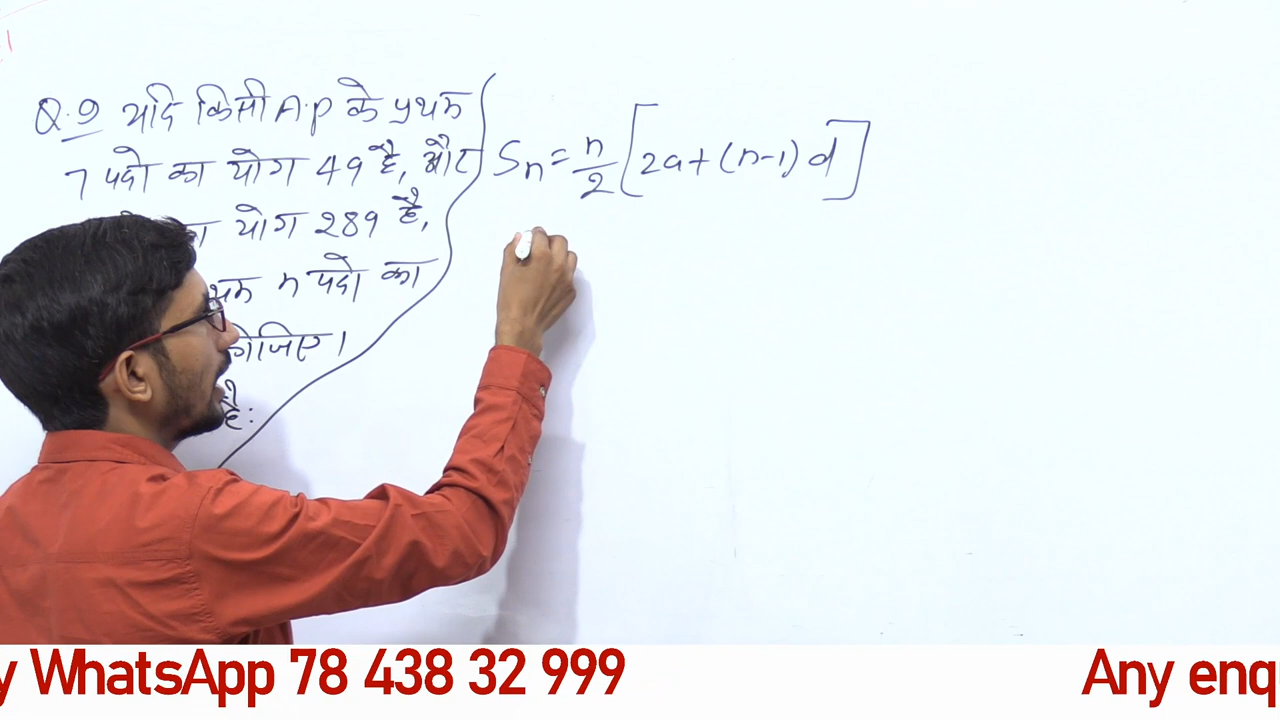 Q.9 यदि किसी A.P के प्रथम
7 पदो का योग 49 है, और
का योग 289 है,
n पदो का
कीजिए।
है:
Sn = n/2 [2a + (n-1) d]
y WhatsApp 78 438 32 999 Any enq